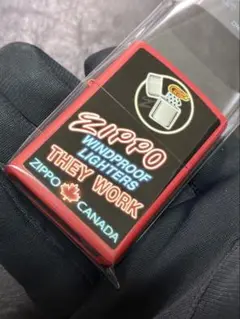 ZIPPO
WINDPROOF
LIGHTERS
THEY WORK
ZIPPO CANADA